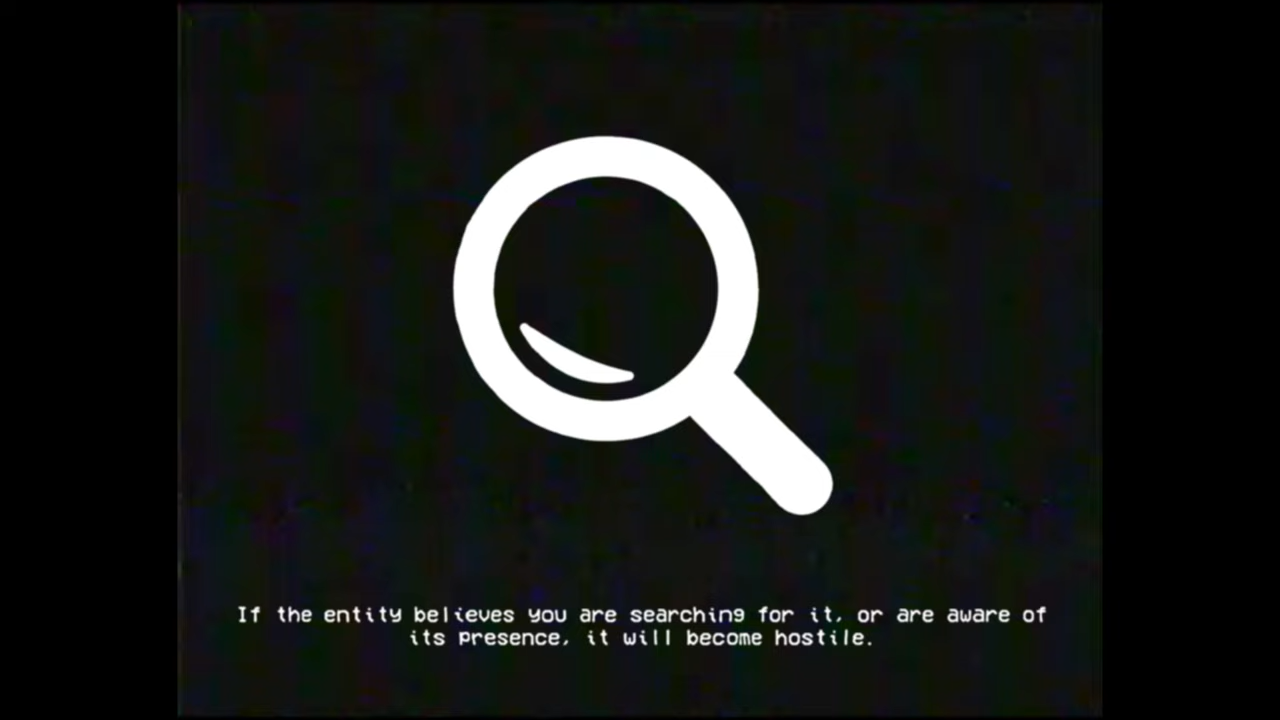 If the entity believes you are searching for it, or are aware of
its presence, it will become hostile.